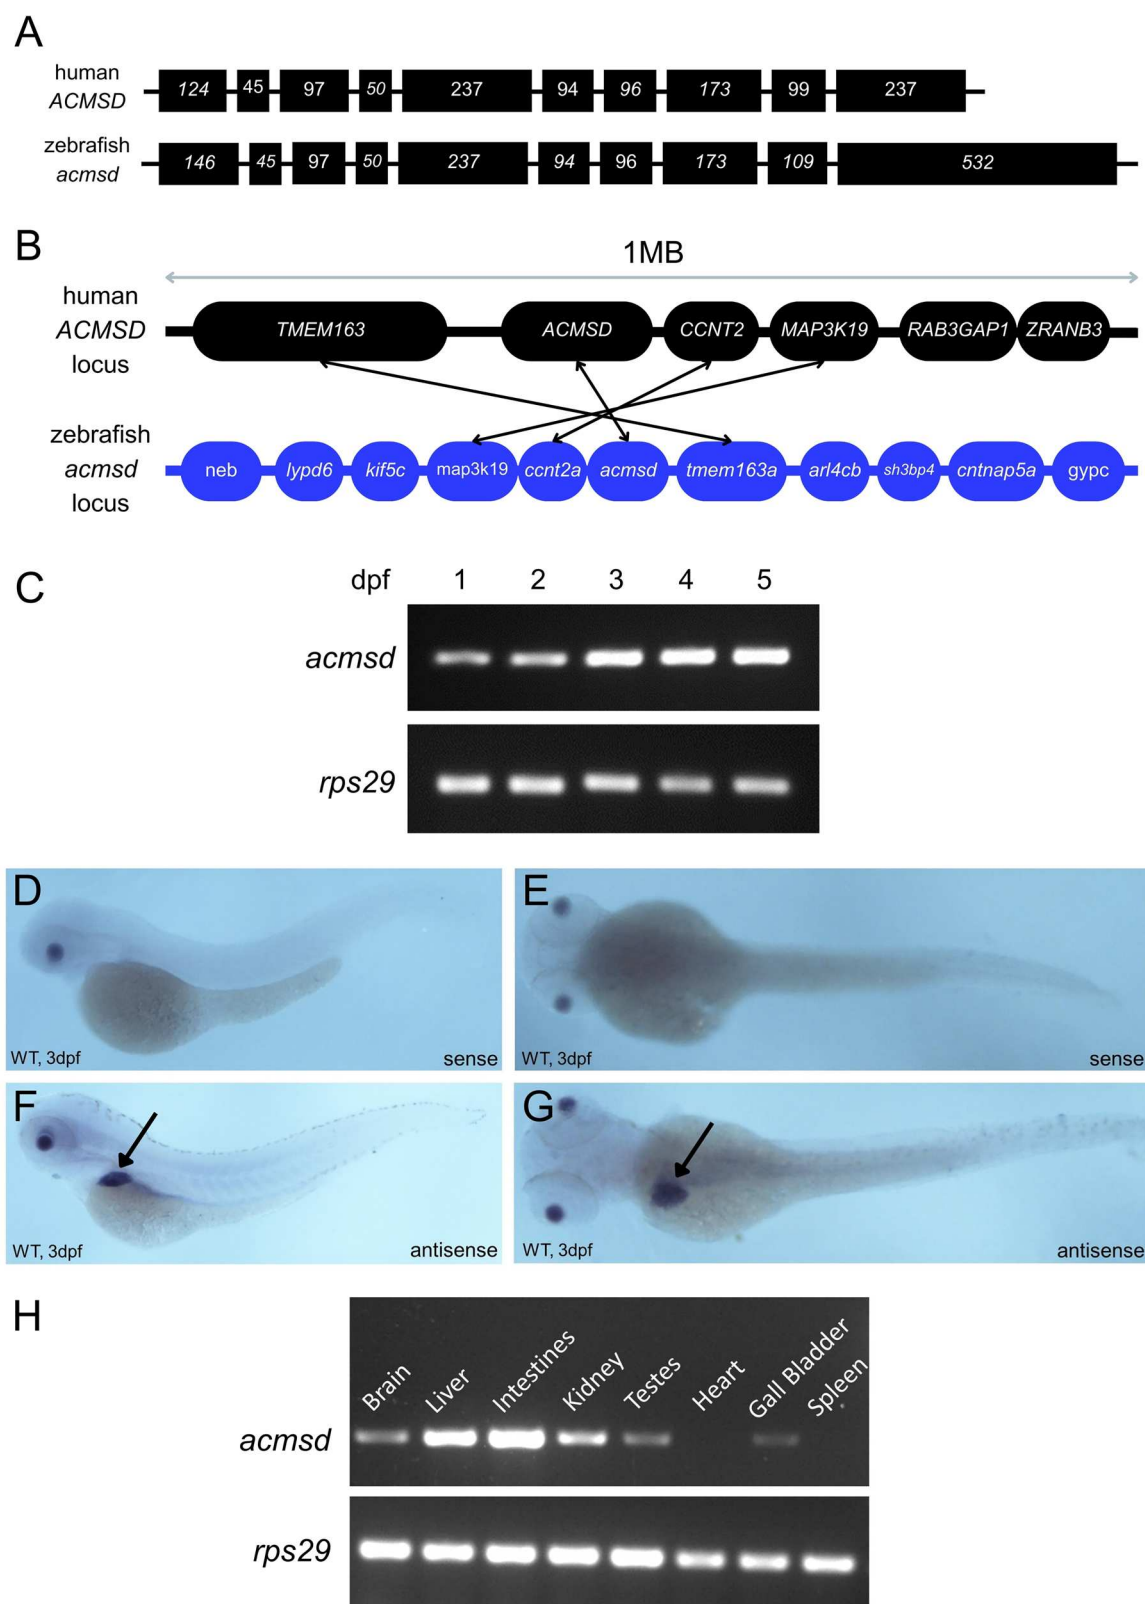 A
human
ACMSD
124 45 97 50 237 94 96 173 99 237
zebrafish
acmsd
146 45 97 50 237 94 96 173 109 532
B
1MB
human
ACMSD
locus
TMEM163 ACMSD CCNT2 MAP3K19 RAB3GAP1 ZRANB3
zebrafish
acmsd
locus
neb lypd6 kif5c map3k19 ccnt2a acmsd tmem163a arl4cb sh3bp4 cntnap5a gypc
C
dpf 1 2 3 4 5
acmsd
rps29
D
WT, 3dpf
sense
E
WT, 3dpf
sense
F
WT, 3dpf
antisense
G
WT, 3dpf
antisense
H
Brain Liver Intestines Kidney Testes Heart Gall Bladder Spleen
acmsd
rps29